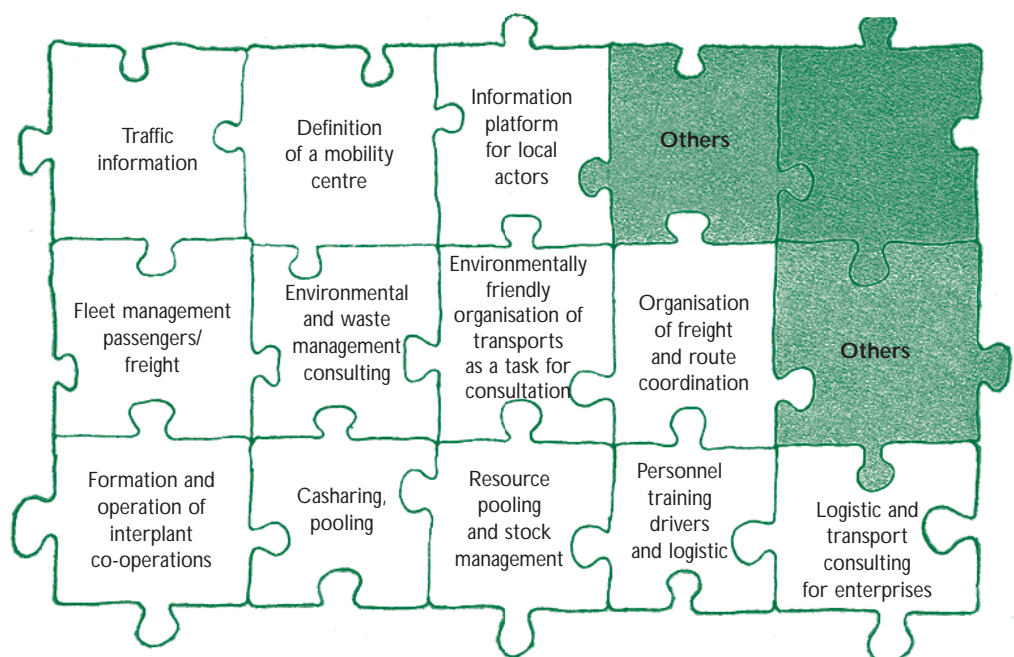 Traffic
information
Definition
of a mobility
centre
Information
platform
for local
actors
Others
Fleet management
passengers/
freight
Environmental
and waste
management
consulting
Environmentally
friendly
organisation of
transports
as a task for
consultation
Organisation
of freight
and route
coordination
Others
Formation and
operation of
interplant
co-operations
Casharing,
pooling
Resource
pooling
and stock
management
Personnel
training
drivers
and logistic
Logistic and
transport
consulting
for enterprises